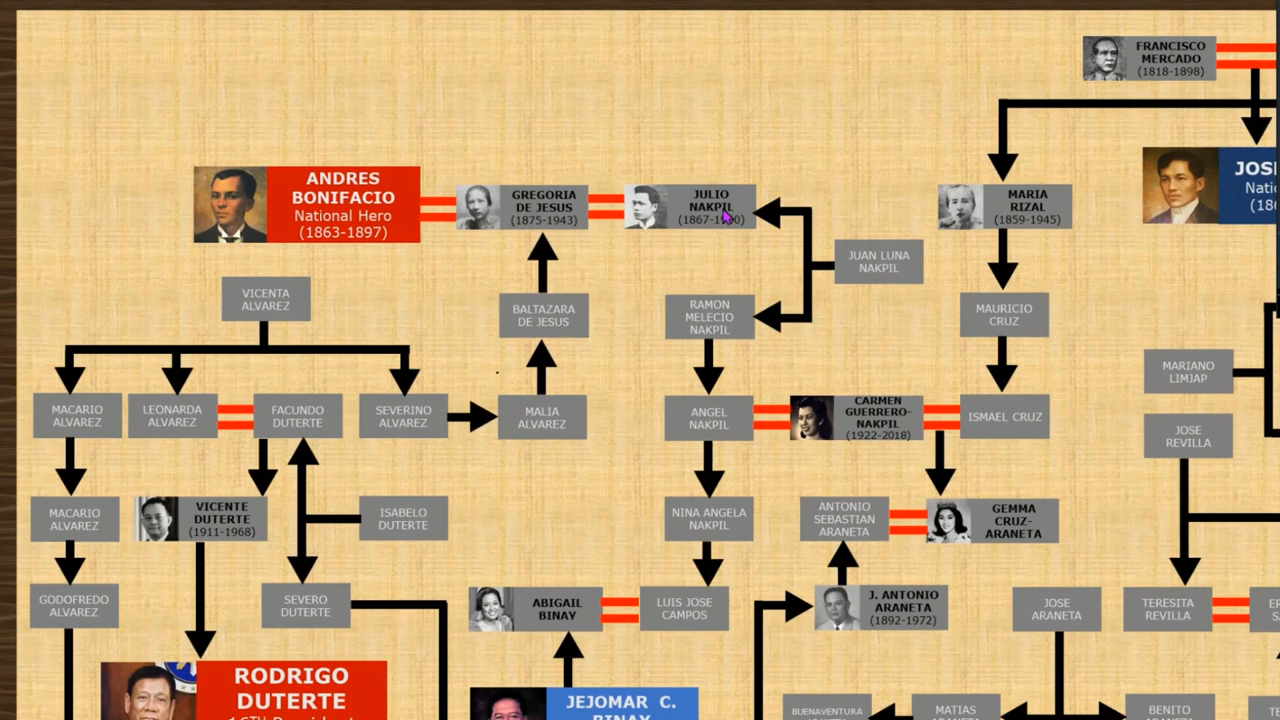 FRANCISCO
MERCADO
(1818-1898)
ANDRES
BONIFACIO
National Hero
(1863-1897)
GREGORIA
DE JESUS
(1875-1943)
JULIO
NAKPIL
MARIA
RIZAL
(1859-1945)
JUAN LUNA
NAKPIL
VICENTA
ALVAREZ
BALTAZARA
DE JESUS
RAMON
MELECIO
NAKPIL
MAURICIO
CRUZ
MARIANO
LIMJAP
MACARIO
ALVAREZ
LEONARDA
ALVAREZ
FACUNDO
DUTERTE
SEVERINO
ALVAREZ
MALIA
ALVAREZ
ANGEL
NAKPIL
CARMEN
GUERRERO-
NAKPIL
(1922-2018)
ISMAEL CRUZ
JOSE
REVILLA
MACARIO
ALVAREZ
VICENTE
DUTERTE
(1911-1968)
ISABELO
DUTERTE
NINA ANGELA
NAKPIL
ANTONIO
SEBASTIAN
ARANETA
GEMMA
CRUZ-
ARANETA
GODOFREDO
ALVAREZ
SEVERO
DUTERTE
ABIGAIL
BINAY
LUIS JOSE
CAMPOS
J. ANTONIO
ARANETA
(1892-1972)
JOSE
ARANETA
TERESITA
REVILLA
RODRIGO
DUTERTE
JEJOMAR C.
BINAY
BUENAVENTURA
MATIAS
BENITO